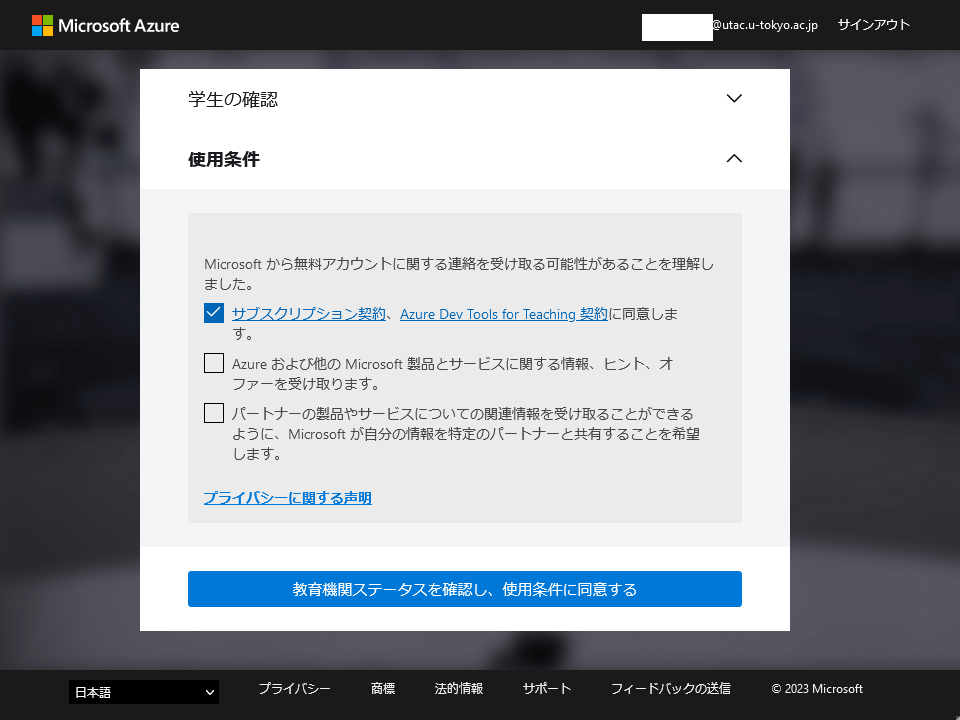 Microsoft Azure
@utac.u-tokyo.ac.jp サインアウト
学生の確認
使用条件
Microsoft から無料アカウントに関する連絡を受け取る可能性があることを理解し
ました。
サブスクリプション契約、Azure Dev Tools for Teaching 契約に同意しま
す。
Azure および他の Microsoft 製品とサービスに関する情報、ヒント、オ
ファーを受け取ります。
パートナーの製品やサービスについての関連情報を受け取ることができる
ように、Microsoft が自分の情報を特定のパートナーと共有することを希望
します。
プライバシーに関する声明
教育機関ステータスを確認し、使用条件に同意する
日本語 プライバシー 商標 法的情報 サポート フィードバックの送信 © 2023 Microsoft